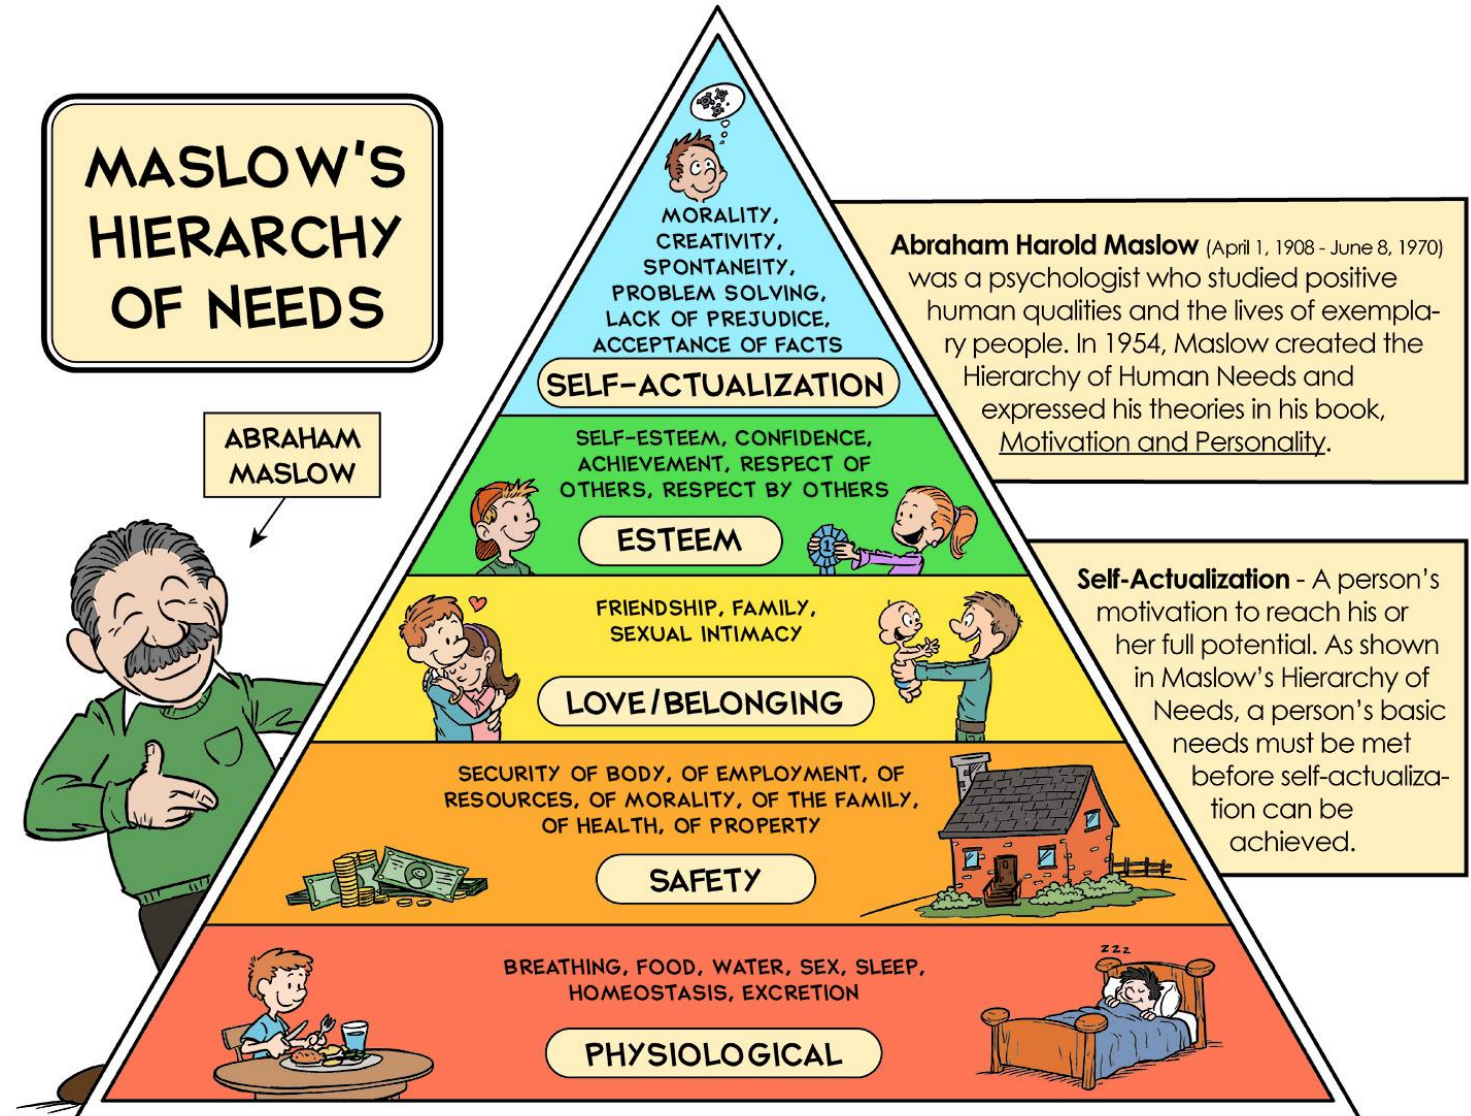 MASLOW'S
HIERARCHY
OF NEEDS
ABRAHAM
MASLOW
MORALITY,
CREATIVITY,
SPONTANEITY,
PROBLEM SOLVING,
LACK OF PREJUDICE,
ACCEPTANCE OF FACTS
SELF-ACTUALIZATION
SELF-ESTEEM, CONFIDENCE,
ACHIEVEMENT, RESPECT OF
OTHERS, RESPECT BY OTHERS
ESTEEM
1
FRIENDSHIP, FAMILY,
SEXUAL INTIMACY
LOVE/BELONGING
SECURITY OF BODY, OF EMPLOYMENT, OF
RESOURCES, OF MORALITY, OF THE FAMILY,
OF HEALTH, OF PROPERTY
SAFETY
BREATHING, FOOD, WATER, SEX, SLEEP,
HOMEOSTASIS, EXCRETION
ZZZ
PHYSIOLOGICAL
Abraham Harold Maslow (April 1, 1908 - June 8, 1970)
was a psychologist who studied positive
human qualities and the lives of exempla-
ry people. In 1954, Maslow created the
Hierarchy of Human Needs and
expressed his theories in his book,
Motivation and Personality.
Self-Actualization - A person's
motivation to reach his or
her full potential. As shown
in Maslow's Hierarchy of
Needs, a person's basic
needs must be met
before self-actualiza-
tion can be
achieved.